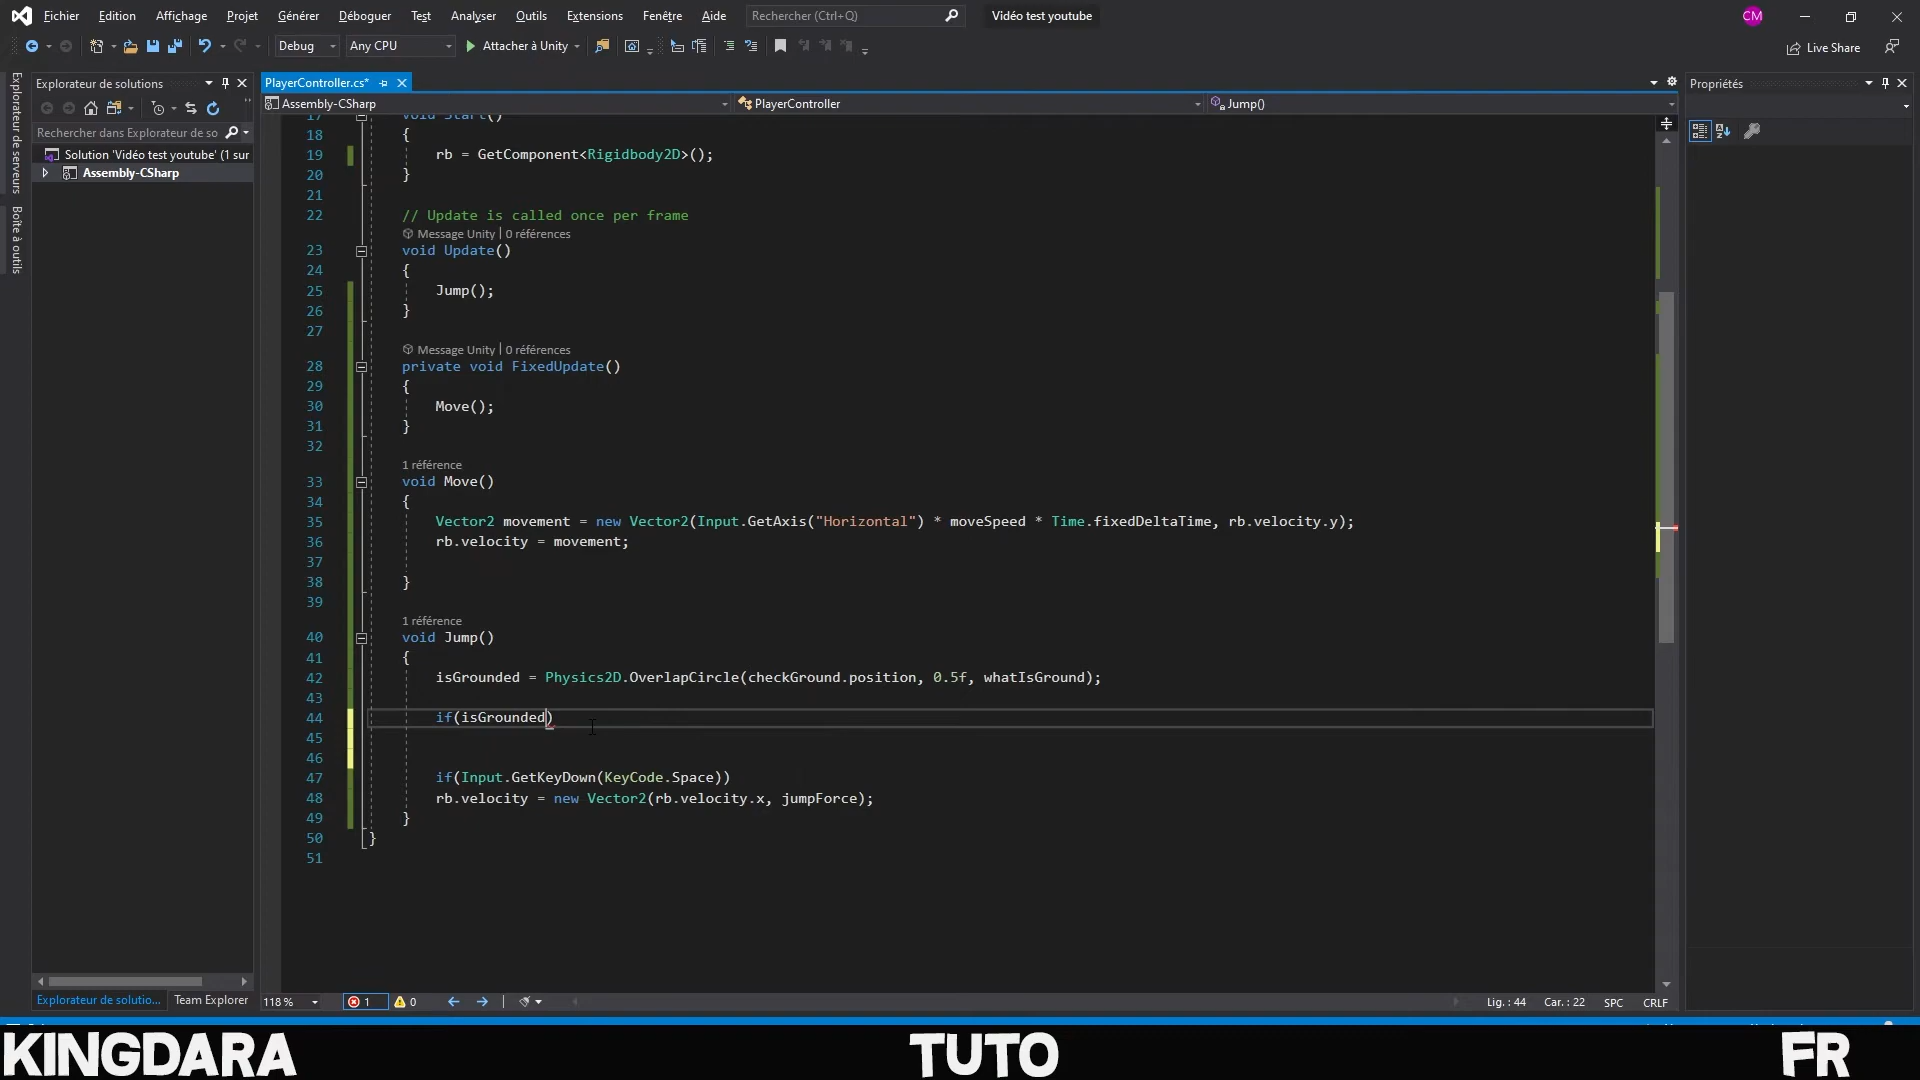 Fichier Edition Affichage Projet Générer Déboguer Test Analyser Outils Extensions Fenêtre Aide Rechercher (Ctrl+Q) Vidéo test youtube CM
Debug Any CPU Attacher à Unity Live Share
Explorateur de serveurs
Boîte à outils
Explorateur de solutions
Rechercher dans Explorateur de so
Solution 'Vidéo test youtube' (1 sur
Assembly-CSharp
Explorateur de solutio... Team Explorer
PlayerController.cs*
Assembly-CSharp PlayerController Jump()
17 void Start()
18 {
19 rb = GetComponent<Rigidbody2D>();
20 }
21
22 // Update is called once per frame
Message Unity | 0 références
23 void Update()
24 {
25 Jump();
26 }
27
Message Unity | 0 références
28 private void FixedUpdate()
29 {
30 Move();
31 }
32
1 référence
33 void Move()
34 {
35 Vector2 movement = new Vector2(Input.GetAxis("Horizontal") * moveSpeed * Time.fixedDeltaTime, rb.velocity.y);
36 rb.velocity = movement;
37
38 }
39
1 référence
40 void Jump()
41 {
42 isGrounded = Physics2D.OverlapCircle(checkGround.position, 0.5f, whatIsGround);
43
44 if(isGrounded)
45
46
47 if(Input.GetKeyDown(KeyCode.Space))
48 rb.velocity = new Vector2(rb.velocity.x, jumpForce);
49 }
50 }
51
118 % 1 0 Lig. : 44 Car. : 22 SPC CRLF
Propriétés
KINGDARA TUTO FR